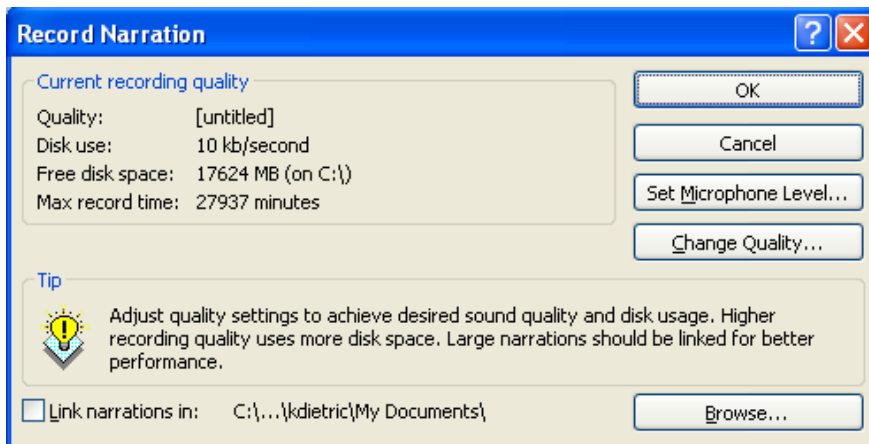 Record Narration
Current recording quality
Quality: [untitled]
Disk use: 10 kb/second
Free disk space: 17624 MB (on C:\)
Max record time: 27937 minutes
OK
Cancel
Set Microphone Level...
Change Quality...
Tip
Adjust quality settings to achieve desired sound quality and disk usage. Higher
recording quality uses more disk space. Large narrations should be linked for better
performance.
Link narrations in: C:\...\kdietric\My Documents\
Browse...